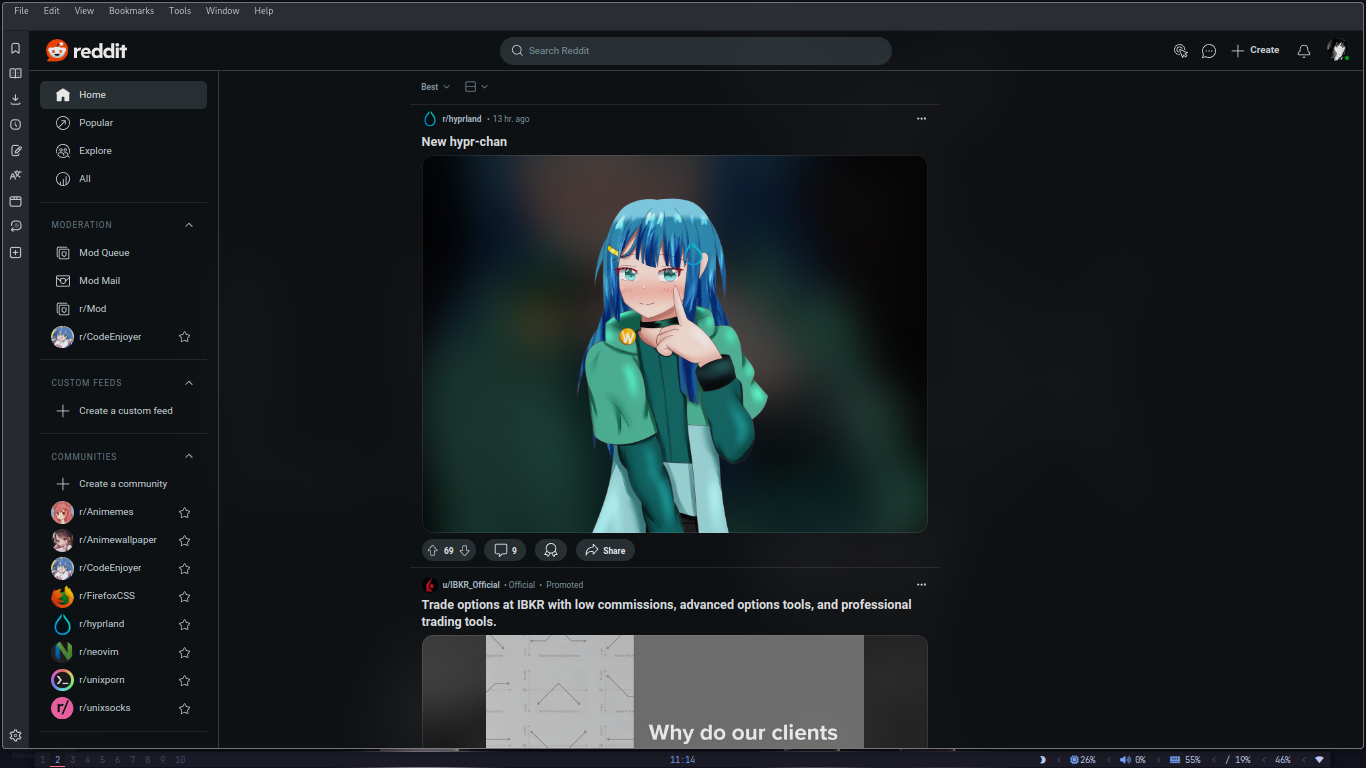 File Edit View Bookmarks Tools Window Help
reddit
Search Reddit
Create
Home
Popular
Explore
All
MODERATION
Mod Queue
Mod Mail
r/Mod
r/CodeEnjoyer
CUSTOM FEEDS
Create a custom feed
COMMUNITIES
Create a community
r/Animemes
r/Animewallpaper
r/CodeEnjoyer
r/FirefoxCSS
r/hyprland
r/neovim
r/unixporn
r/unixsocks
Best
r/hyprland • 13 hr. ago
New hypr-chan
W
69
9
Share
u/IBKR_Official • Official • Promoted
Trade options at IBKR with low commissions, advanced options tools, and professional
trading tools.
Why do our clients
1 2 3 4 5 6 7 8 9 10
11:14
26% 0% 55% / 19% 46%